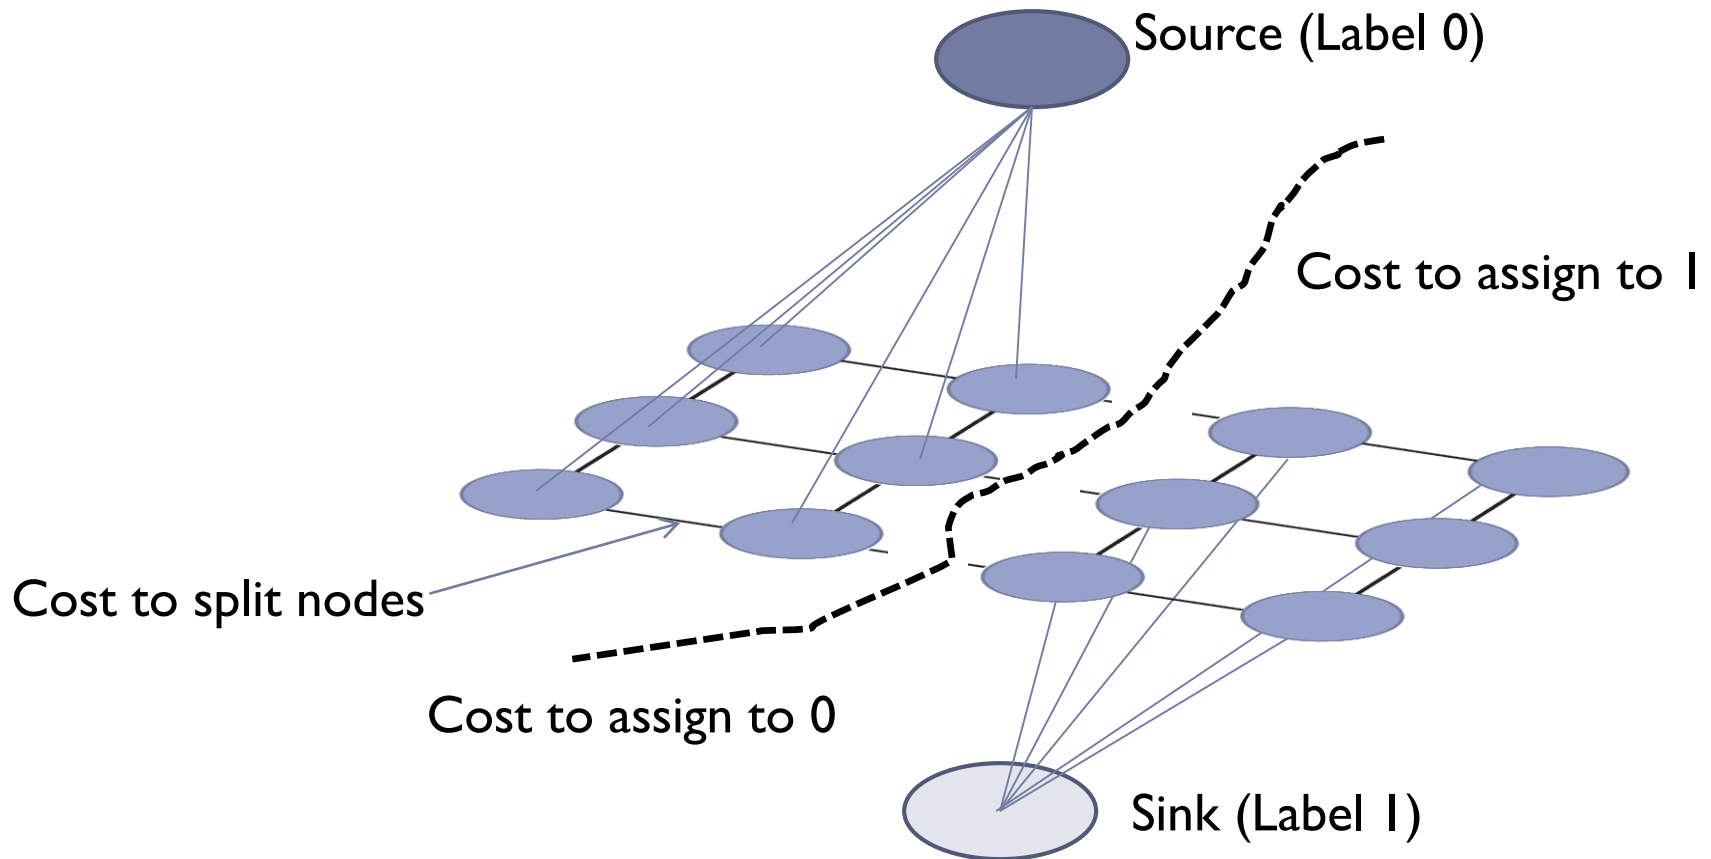 Source (Label 0)
Cost to assign to 1
Cost to split nodes
Cost to assign to 0
Sink (Label 1)